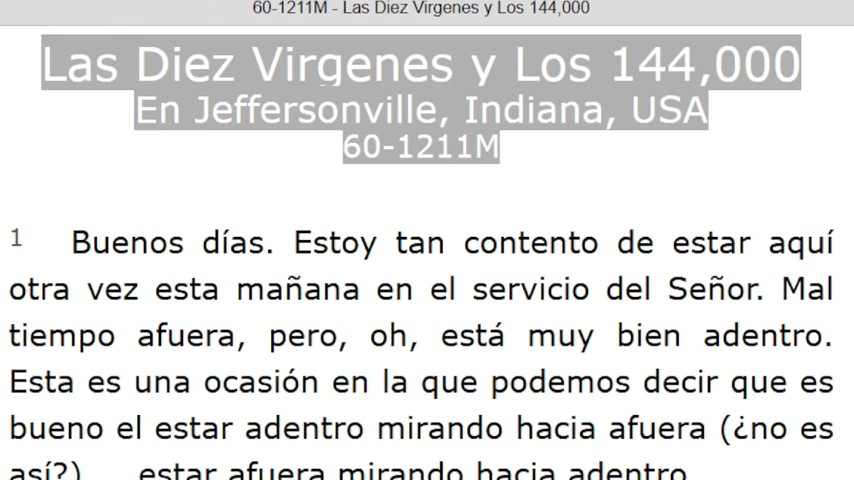 60-1211M - Las Diez Virgenes y Los 144,000
Las Diez Virgenes y Los 144,000
En Jeffersonville, Indiana, USA
60-1211M
1 Buenos días. Estoy tan contento de estar aquí
otra vez esta mañana en el servicio del Señor. Mal
tiempo afuera, pero, oh, está muy bien adentro.
Esta es una ocasión en la que podemos decir que es
bueno el estar adentro mirando hacia afuera (¿no es
así?) estar afuera mirando hacia adentro.